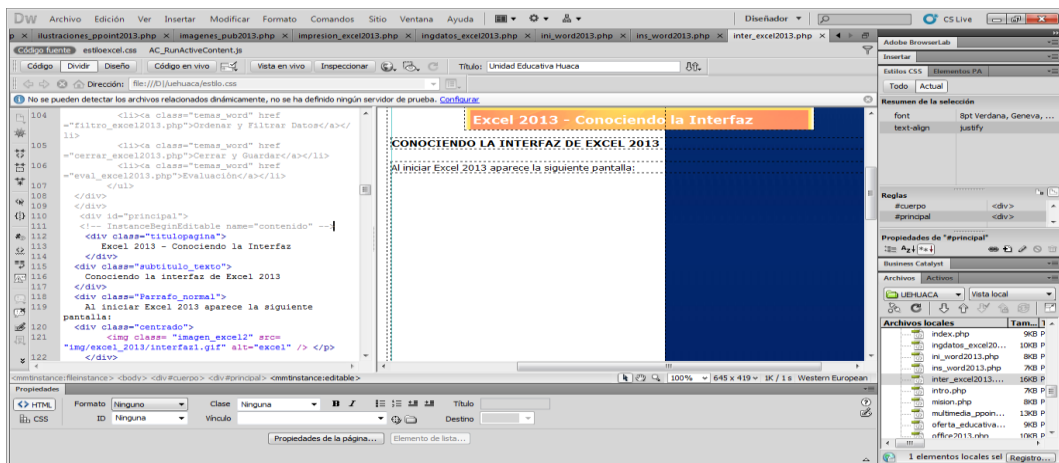 DW Archivo Edición Ver Insertar Modificar Formato Comandos Sitio Ventana Ayuda Diseñador CS Live
p × ilustraciones_ppoint2013.php × imagenes_pub2013.php × impresion_excel2013.php × ingdatos_excel2013.php × ini_word2013.php × ins_word2013.php × inter_excel2013.php ×
Código fuente estiloexcel.css AC_RunActiveContent.js
Código Dividir Diseño Código en vivo Vista en vivo Inspeccionar Título: Unidad Educativa Huaca
Dirección: file:///D|/uehuaca/estilo.css
No se pueden detectar los archivos relacionados dinámicamente, no se ha definido ningún servidor de prueba. Configurar
104 <li><a class="temas_word" href
="filtro_excel2013.php">Ordenar y Filtrar Datos</a></
li>
105 <li><a class="temas_word" href
="cerrar_excel2013.php">Cerrar y Guardar</a></li>
106 <li><a class="temas_word" href
="eval_excel2013.php">Evaluación</a></li>
107 </ul>
108 </div>
109 </div>
110 <div id="principal">
111 <!-- InstanceBeginEditable name="contenido" -->
112 <div class="titulopagina">
113 Excel 2013 - Conociendo la Interfaz
114 </div>
115 <div class="subtitulo_texto">
116 Conociendo la interfaz de Excel 2013
117 </div>
118 <div class="Parrafo_normal">
119 Al iniciar Excel 2013 aparece la siguiente
pantalla:
120 <div class="centrado">
121 <img class= "imagen_excel2" src=
"img/excel_2013/interfaz1.gif" alt="excel" /> </p>
122 </div>
Excel 2013 - Conociendo la Interfaz
CONOCIENDO LA INTERFAZ DE EXCEL 2013
Al iniciar Excel 2013 aparece la siguiente pantalla:
<mmtinstance:fileinstance> <body> <div#cuerpo> <div#principal> <mmtinstance:editable> 100% 645 x 419 1K / 1 s Western European
Propiedades
HTML Formato Ninguno Clase Ninguna B I Título
CSS ID Ninguna Vínculo Destino
Propiedades de la página... Elemento de lista...
Adobe BrowserLab
Insertar
Estilos CSS Elementos PA
Todo Actual
Resumen de la selección
font 8pt Verdana, Geneva, ...
text-align justify
Reglas
#cuerpo <div>
#principal <div>
Propiedades de "#principal"
Business Catalyst
Archivos Activos
UEHUACA Vista local
Archivos locales Tam...
index.php 9KB P
ingdatos_excel20... 10KB P
ini_word2013.php 8KB P
ins_word2013.php 7KB P
inter_excel2013.... 16KB P
intro.php 7KB P
mision.php 8KB P
multimedia_ppoin... 13KB P
oferta_educativa... 9KB P
office2013.php 10KB P
1 elementos locales sel Registro...